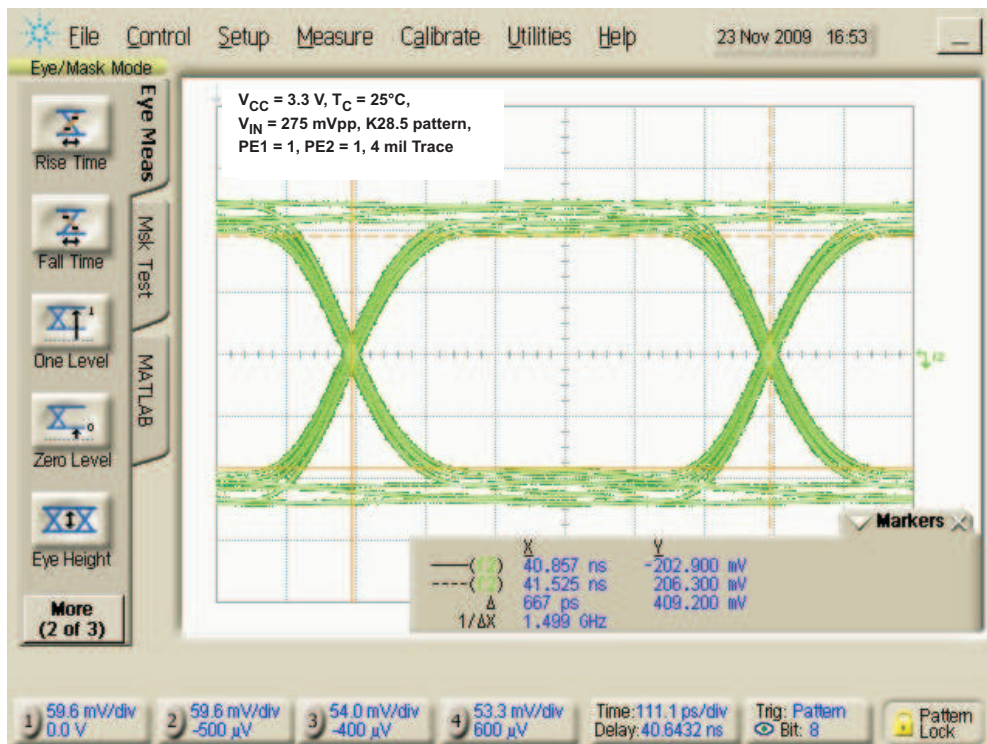 File Control Setup Measure Calibrate Utilities Help 23 Nov 2009 16:53
Eye/Mask Mode
Eye Meas
Msk Test
MATLAB
Rise Time
Fall Time
One Level
Zero Level
Eye Height
More
(2 of 3)
VCC = 3.3 V, TC = 25°C,
VIN = 275 mVpp, K28.5 pattern,
PE1 = 1, PE2 = 1, 4 mil Trace
Markers
X Y
40.857 ns -202.900 mV
41.525 ns 206.300 mV
Δ 667 ps 409.200 mV
1/ΔX 1.499 GHz
1) 59.6 mV/div
0.0 V
2) 59.6 mV/div
-500 µV
3) 54.0 mV/div
-400 µV
4) 53.3 mV/div
600 µV
Time:111.1 ps/div
Delay:40.6432 ns
Trig: Pattern
Bit: 8
Pattern
Lock